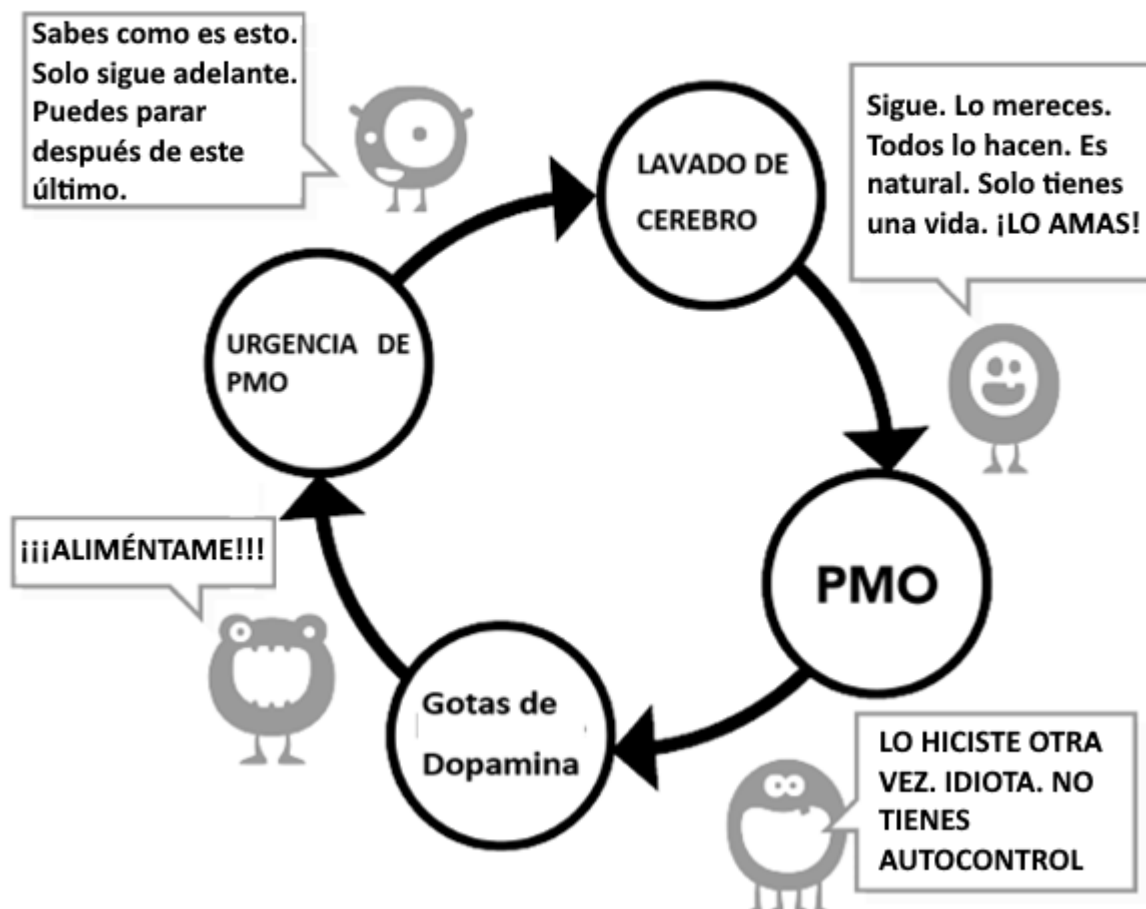 Sabes como es esto.
Solo sigue adelante.
Puedes parar
después de este
último.
LAVADO DE
CEREBRO
Sigue. Lo mereces.
Todos lo hacen. Es
natural. Solo tienes
una vida. ¡LO AMAS!
URGENCIA DE
PMO
¡¡¡ALIMÉNTAME!!!
PMO
Gotas de
Dopamina
LO HICISTE OTRA
VEZ. IDIOTA. NO
TIENES
AUTOCONTROL